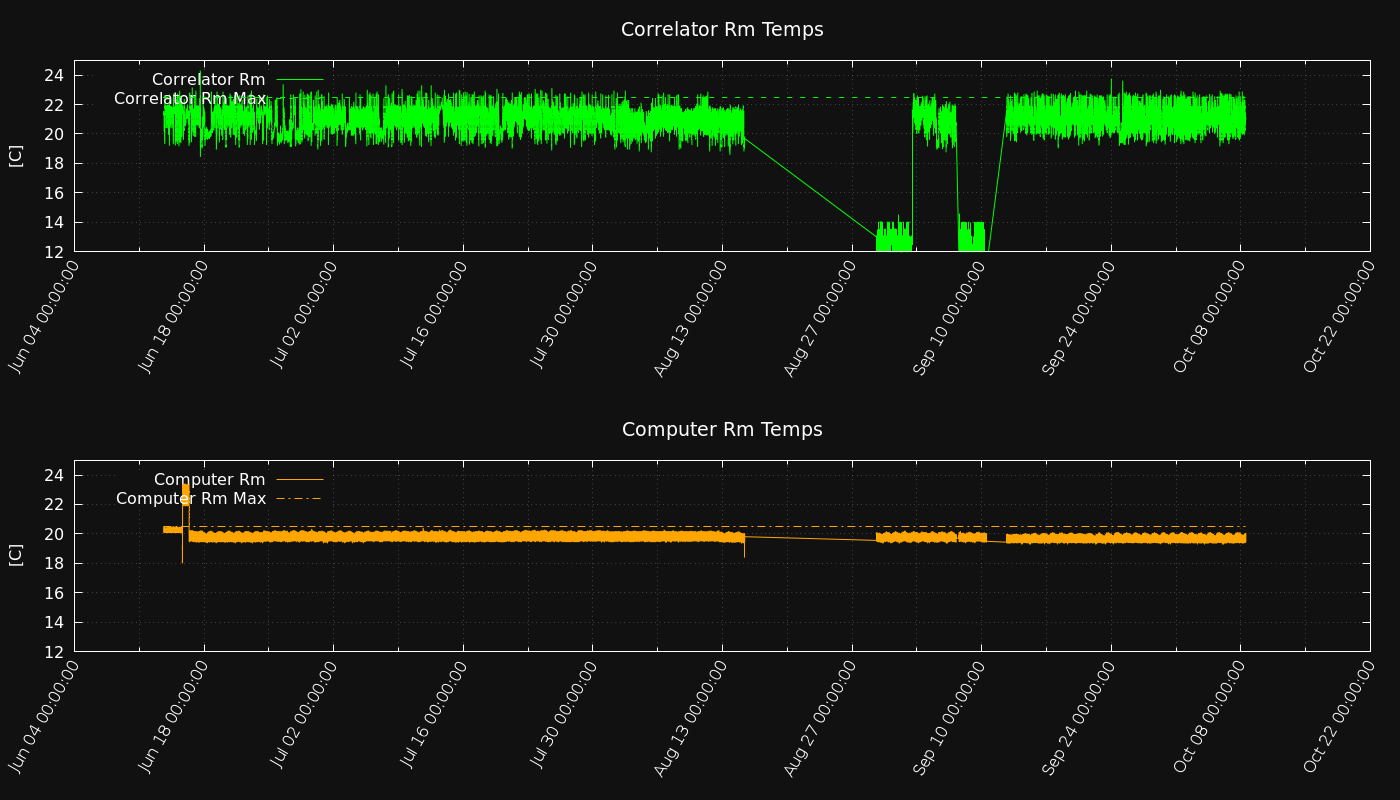 Correlator Rm Temps
Correlator Rm
Correlator Rm Max
[C]
24
22
20
18
16
14
12
Jun 04 00:00:00
Jun 18 00:00:00
Jul 02 00:00:00
Jul 16 00:00:00
Jul 30 00:00:00
Aug 13 00:00:00
Aug 27 00:00:00
Sep 10 00:00:00
Sep 24 00:00:00
Oct 08 00:00:00
Oct 22 00:00:00
Computer Rm Temps
Computer Rm
Computer Rm Max
[C]
24
22
20
18
16
14
12
Jun 04 00:00:00
Jun 18 00:00:00
Jul 02 00:00:00
Jul 16 00:00:00
Jul 30 00:00:00
Aug 13 00:00:00
Aug 27 00:00:00
Sep 10 00:00:00
Sep 24 00:00:00
Oct 08 00:00:00
Oct 22 00:00:00